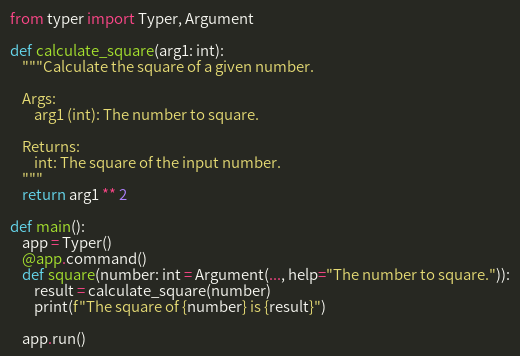 from typer import Typer, Argument

def calculate_square(arg1: int):
    """Calculate the square of a given number.

    Args:
        arg1 (int): The number to square.

    Returns:
        int: The square of the input number.
    """
    return arg1 ** 2

def main():
    app = Typer()
    @app.command()
    def square(number: int = Argument(..., help="The number to square.")):
        result = calculate_square(number)
        print(f"The square of {number} is {result}")

    app.run()